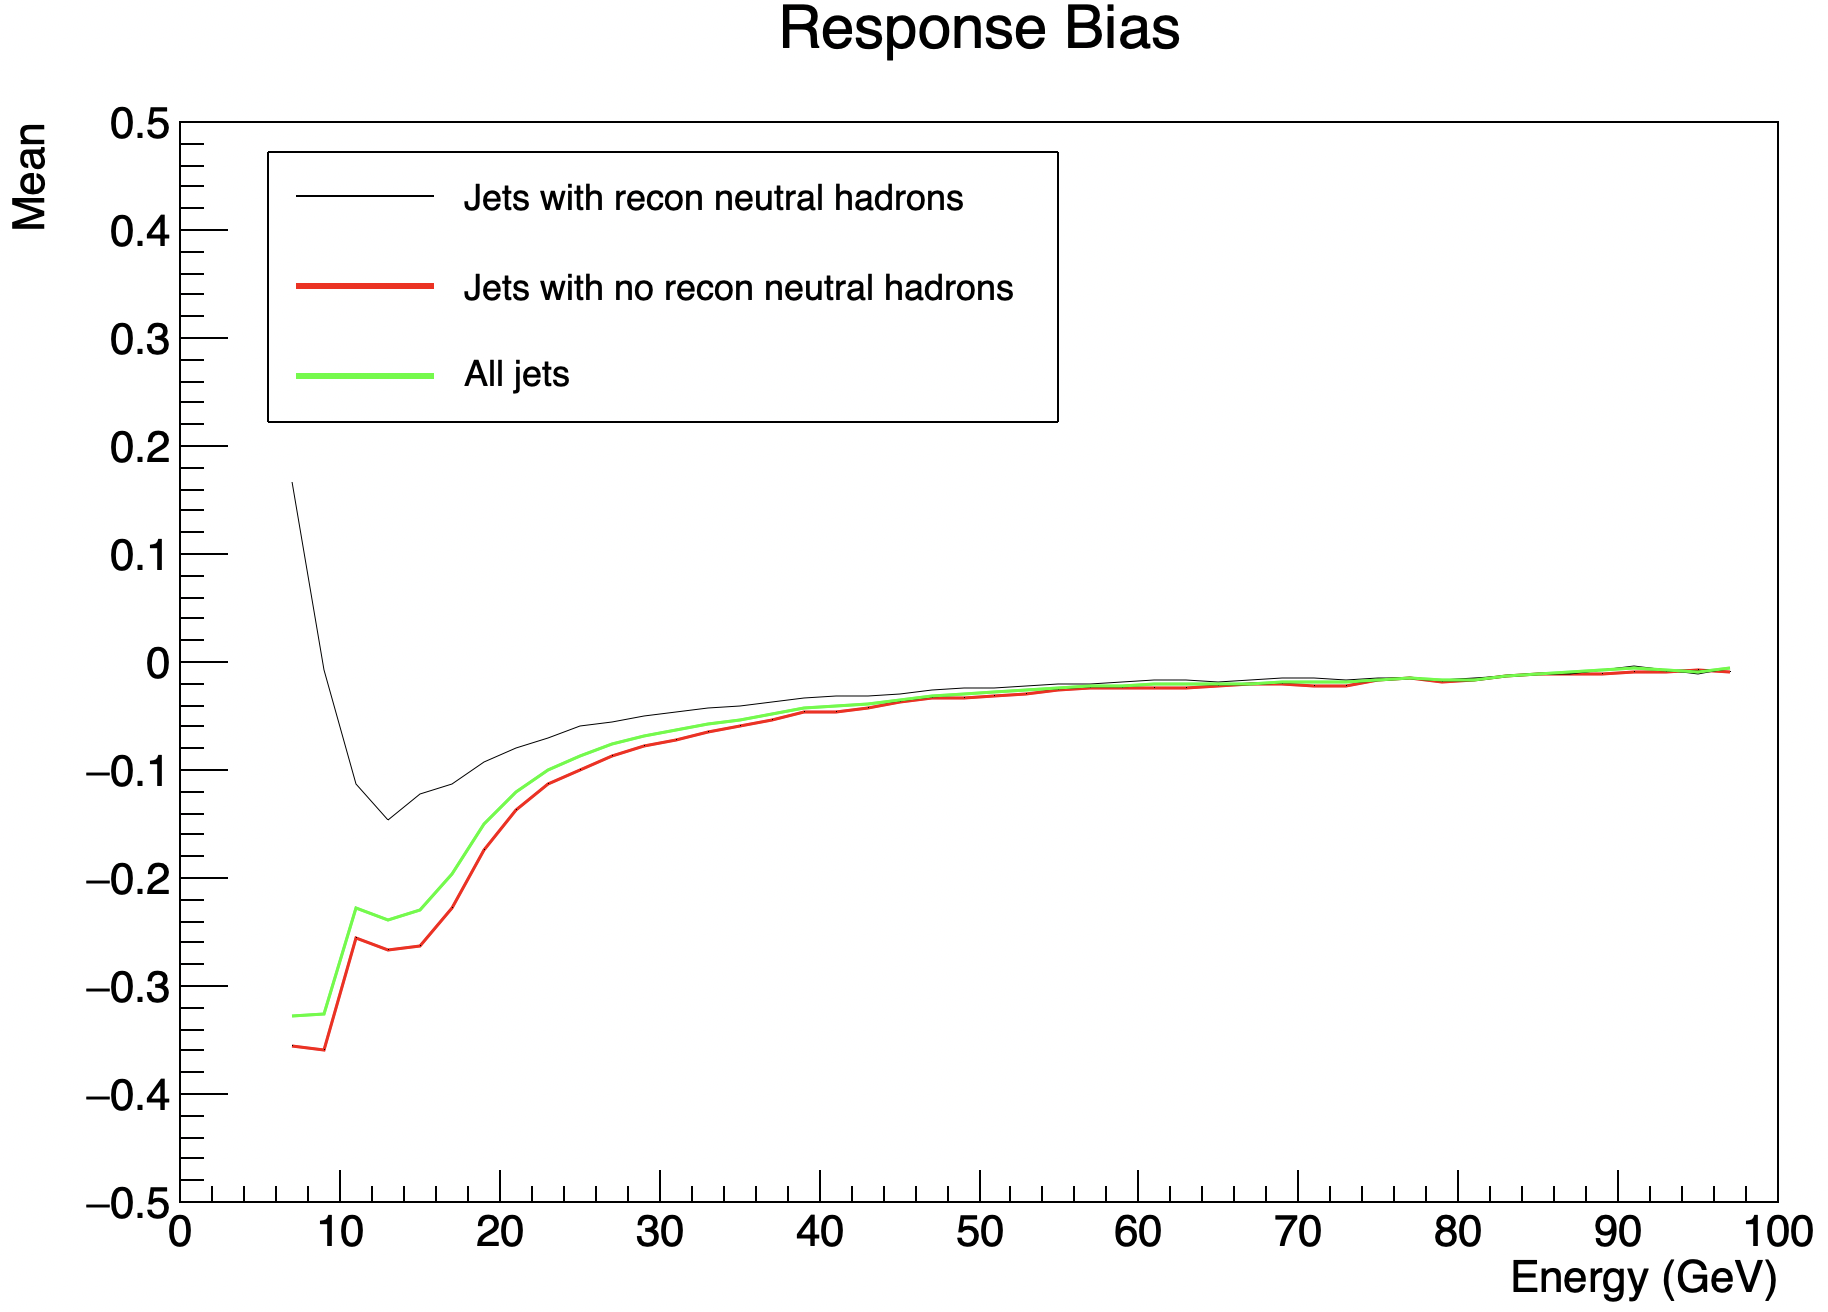 Response Bias
Mean
0.5
0.4
0.3
0.2
0.1
0
−0.1
−0.2
−0.3
−0.4
−0.5
Jets with recon neutral hadrons
Jets with no recon neutral hadrons
All jets
0 10 20 30 40 50 60 70 80 90 100
Energy (GeV)